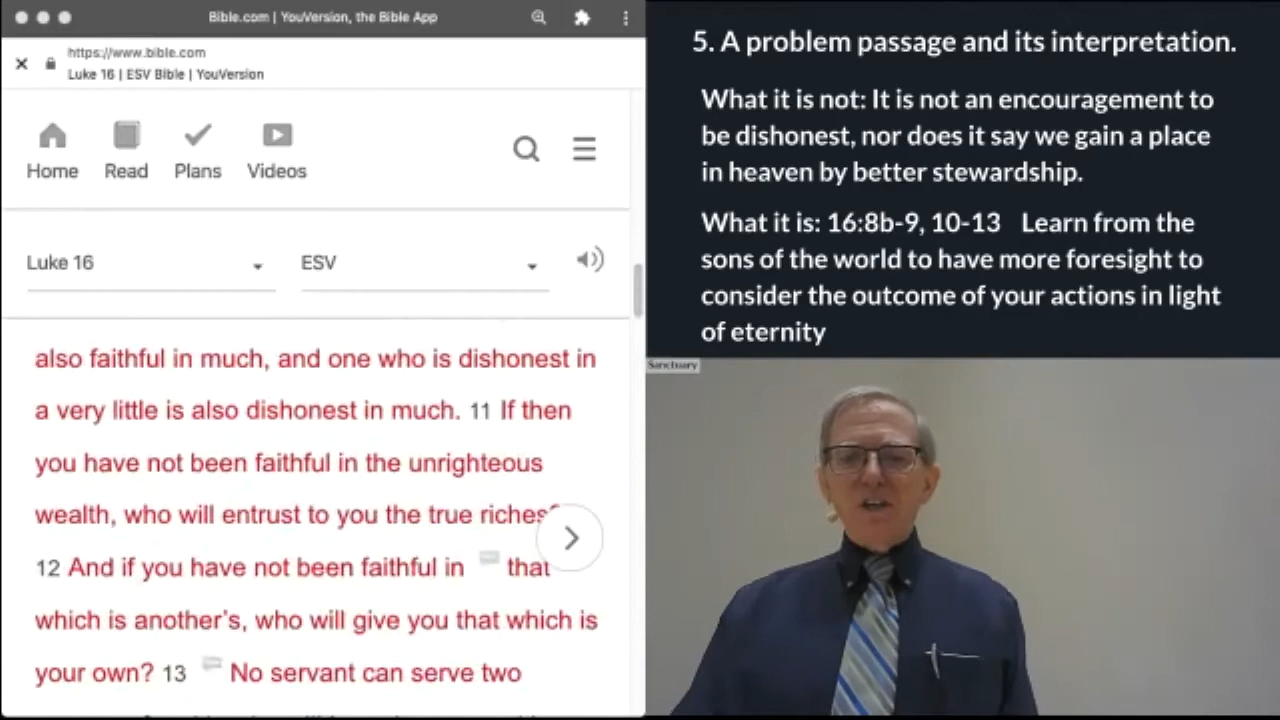 Bible.com | YouVersion, the Bible App
https://www.bible.com
Luke 16 | ESV Bible | YouVersion
Home Read Plans Videos
Luke 16 ESV
also faithful in much, and one who is dishonest in
a very little is also dishonest in much. 11 If then
you have not been faithful in the unrighteous
wealth, who will entrust to you the true riches?
12 And if you have not been faithful in that
which is another's, who will give you that which is
your own? 13 No servant can serve two
5. A problem passage and its interpretation.
What it is not: It is not an encouragement to
be dishonest, nor does it say we gain a place
in heaven by better stewardship.
What it is: 16:8b-9, 10-13 Learn from the
sons of the world to have more foresight to
consider the outcome of your actions in light
of eternity
Sanctuary